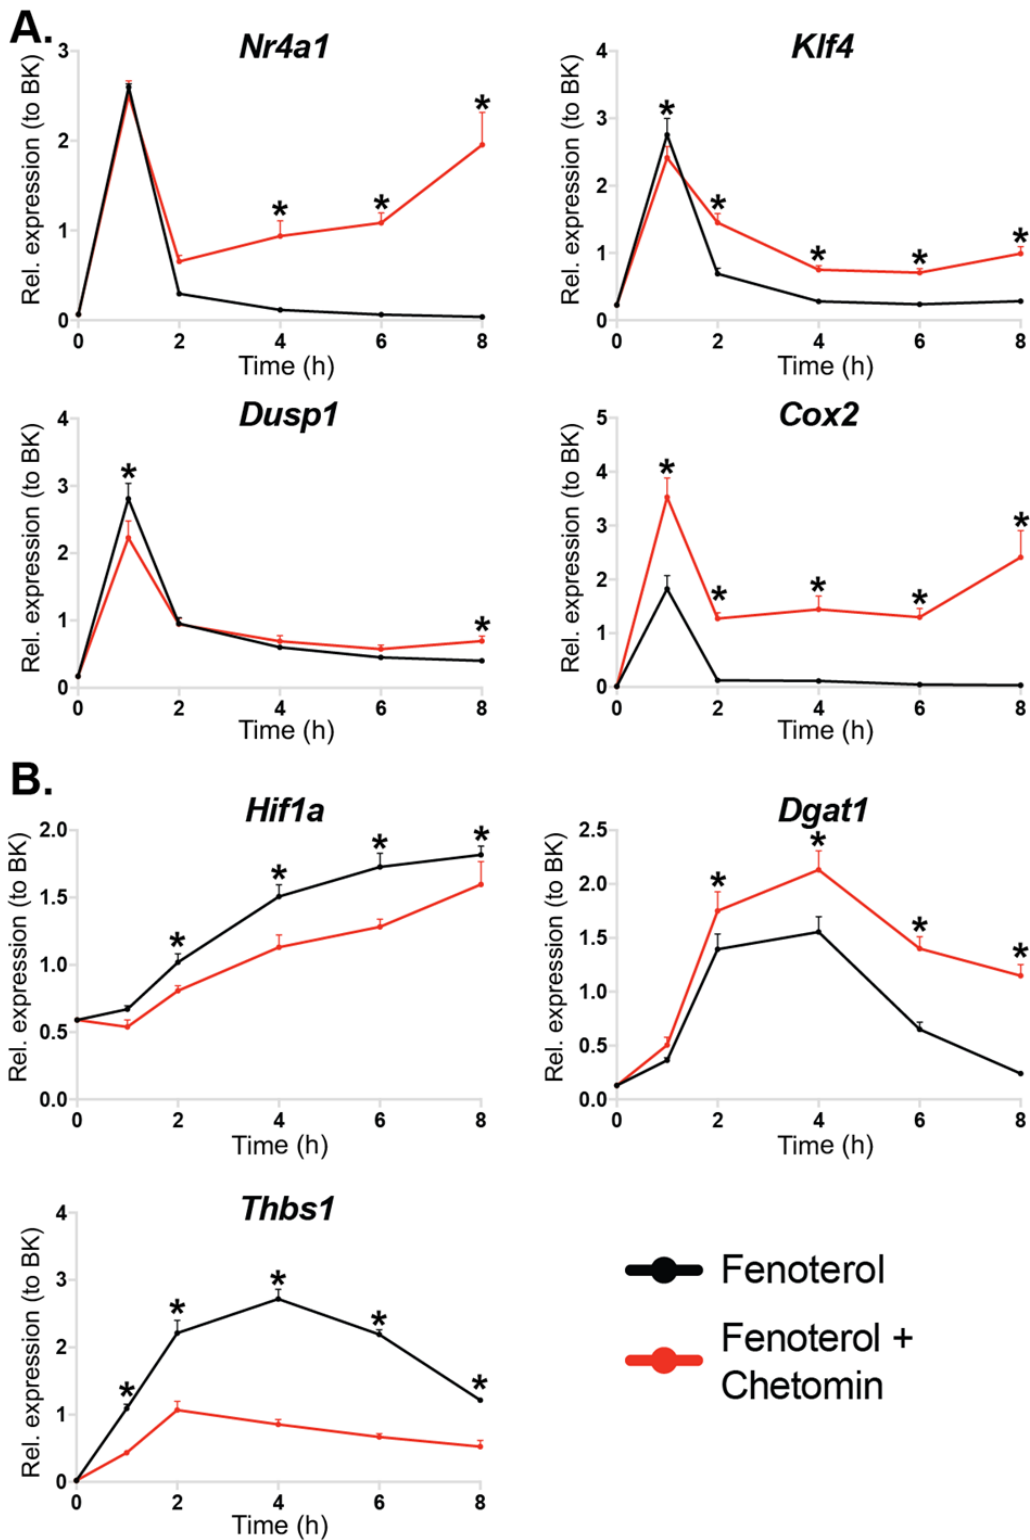 A.
Nr4a1
Rel. expression (to BK)
3
2
1
0
*
*
*
0 2 4 6 8
Time (h)
Klf4
Rel. expression (to BK)
4
3
2
1
0
*
*
*
*
*
0 2 4 6 8
Time (h)
Dusp1
Rel. expression (to BK)
4
3
2
1
0
*
*
0 2 4 6 8
Time (h)
Cox2
Rel. expression (to BK)
5
4
3
2
1
0
*
*
*
*
*
0 2 4 6 8
Time (h)
B.
Hif1a
Rel. expression (to BK)
2.0
1.5
1.0
0.5
0.0
*
*
*
*
0 2 4 6 8
Time (h)
Dgat1
Rel. expression (to BK)
2.5
2.0
1.5
1.0
0.5
0.0
*
*
*
*
0 2 4 6 8
Time (h)
Thbs1
Rel. expression (to BK)
4
3
2
1
0
*
*
*
*
*
0 2 4 6 8
Time (h)
Fenoterol
Fenoterol +
Chetomin